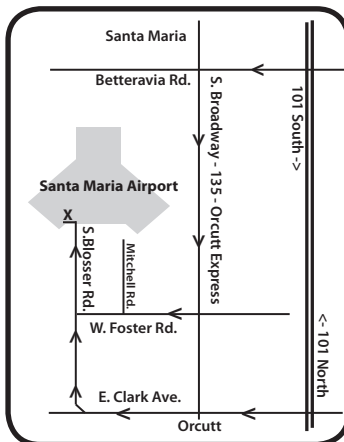 Santa Maria
Betteravia Rd.
101 South ->
S. Broadway - 135 - Orcutt Express
Santa Maria Airport
X
S.Blosser Rd.
Mitchell Rd.
W. Foster Rd.
<- 101 North
E. Clark Ave.
Orcutt